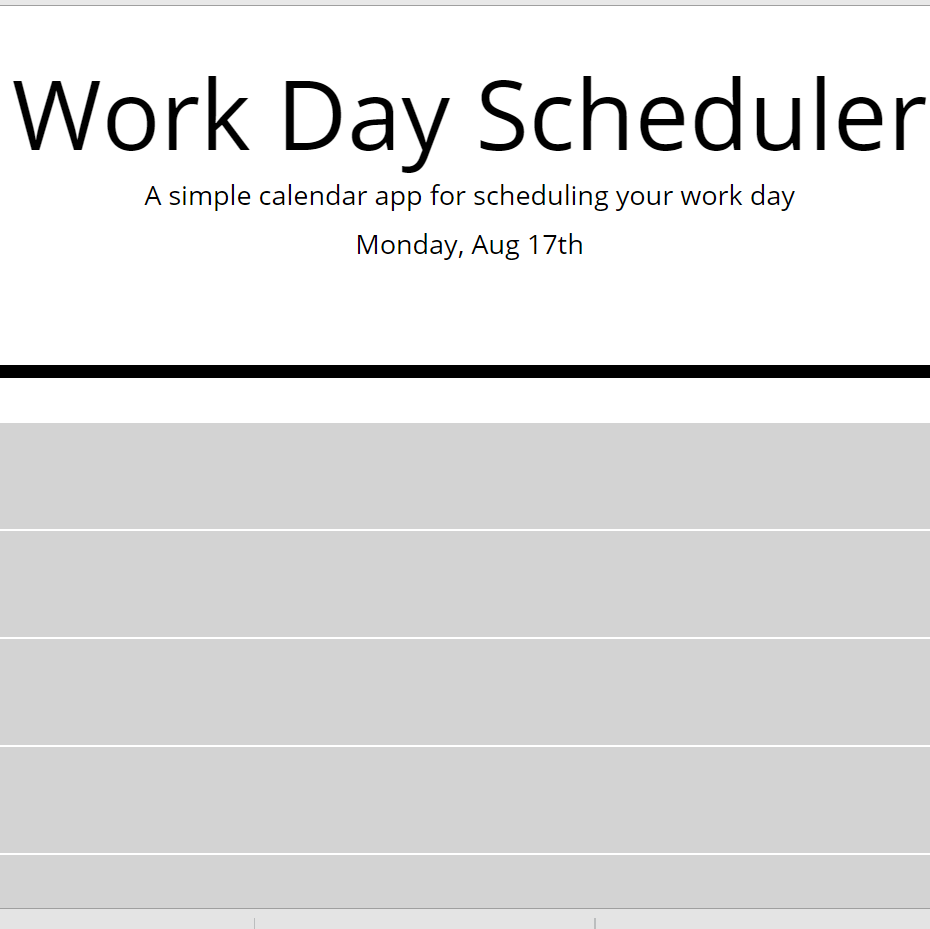 Work Day Scheduler
A simple calendar app for scheduling your work day
Monday, Aug 17th